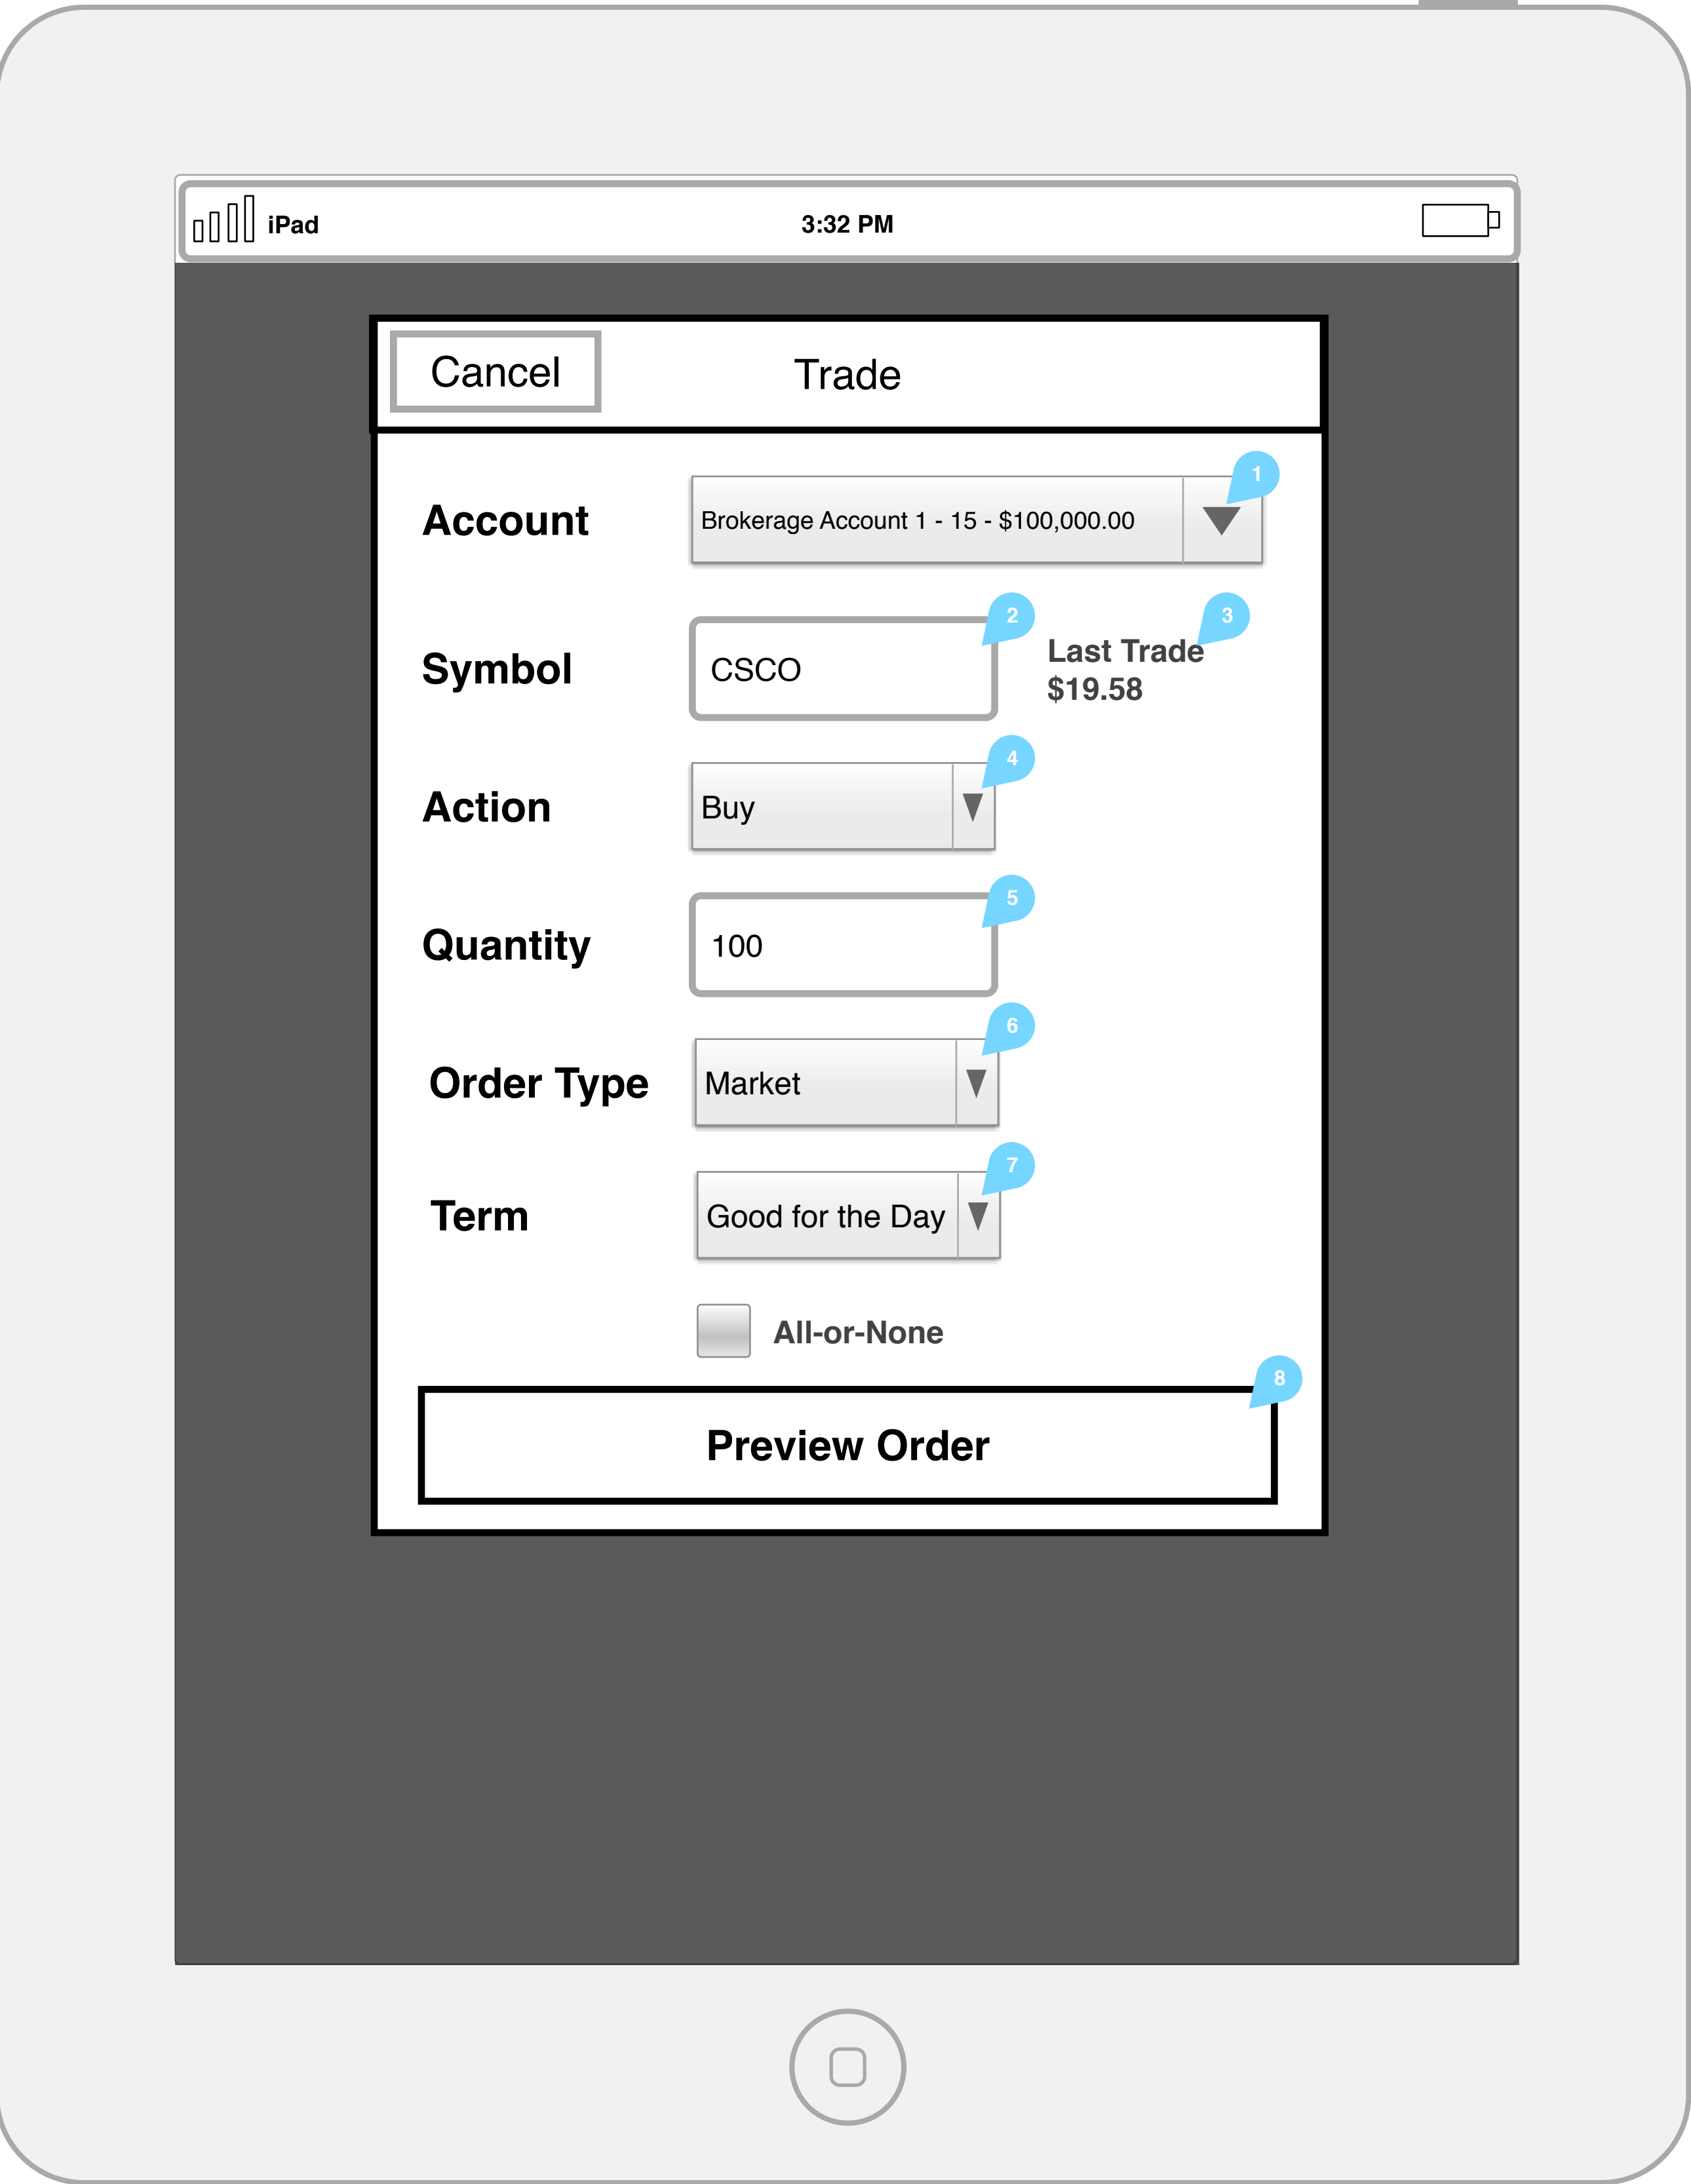 iPad
3:32 PM
Cancel
Trade
1
Account
Brokerage Account 1 - 15 - $100,000.00
2
3
Symbol
CSCO
Last Trade
$19.58
4
Action
Buy
5
Quantity
100
6
Order Type
Market
7
Term
Good for the Day
All-or-None
8
Preview Order